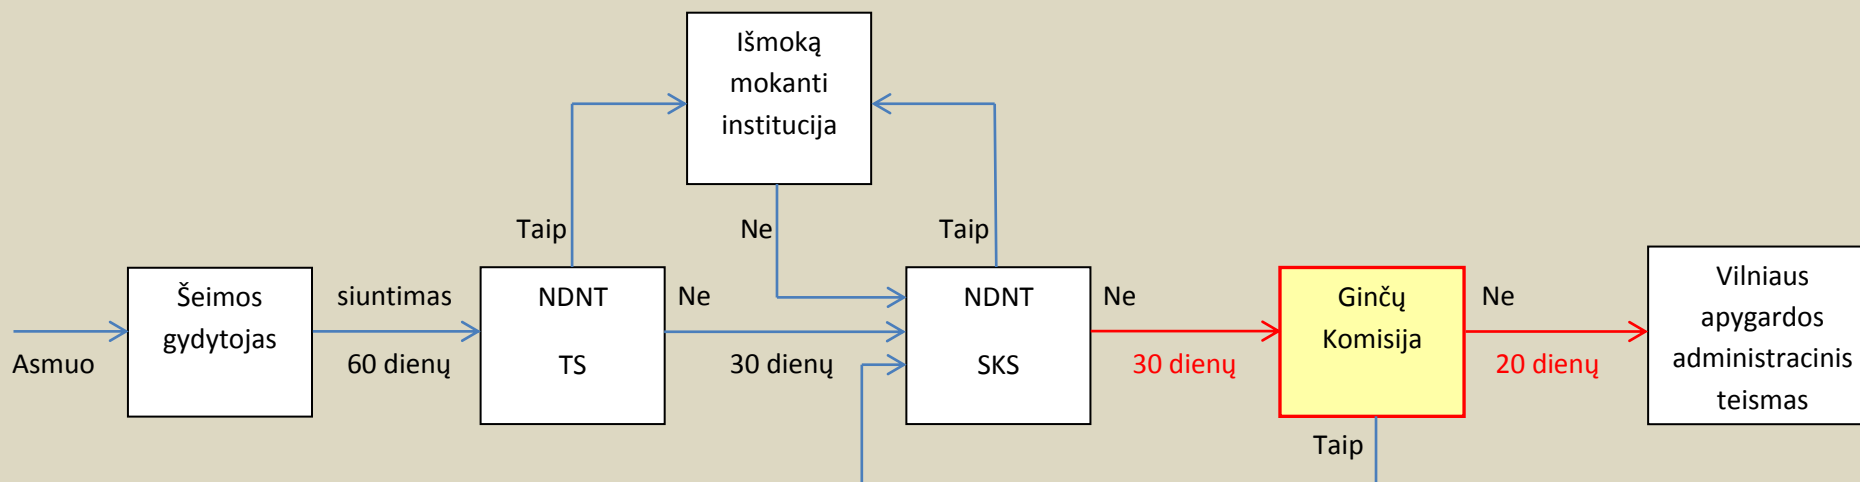 Išmoką
mokanti
institucija
Taip
Ne
Taip
Asmuo
Šeimos
gydytojas
siuntimas
60 dienų
NDNT
TS
Ne
30 dienų
NDNT
SKS
Ne
30 dienų
Ginčų
Komisija
Ne
20 dienų
Vilniaus
apygardos
administracinis
teismas
Taip